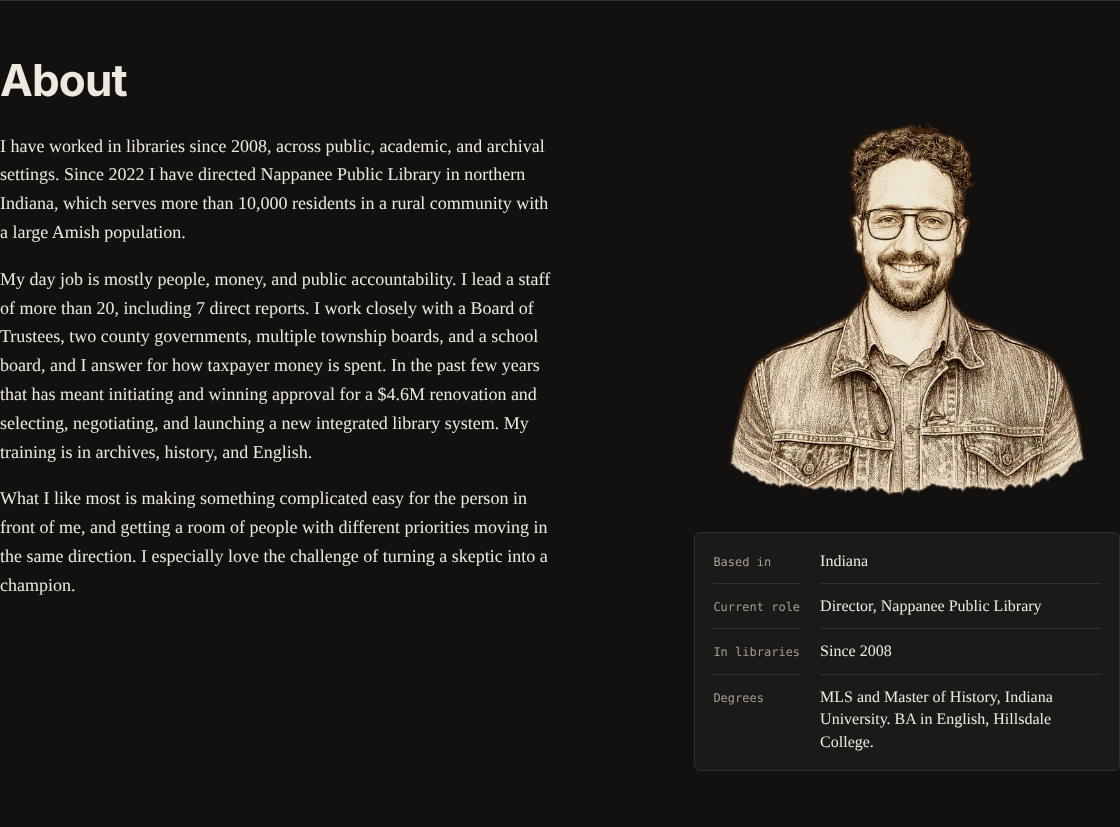 About
I have worked in libraries since 2008, across public, academic, and archival
settings. Since 2022 I have directed Nappanee Public Library in northern
Indiana, which serves more than 10,000 residents in a rural community with
a large Amish population.
My day job is mostly people, money, and public accountability. I lead a staff
of more than 20, including 7 direct reports. I work closely with a Board of
Trustees, two county governments, multiple township boards, and a school
board, and I answer for how taxpayer money is spent. In the past few years
that has meant initiating and winning approval for a $4.6M renovation and
selecting, negotiating, and launching a new integrated library system. My
training is in archives, history, and English.
What I like most is making something complicated easy for the person in
front of me, and getting a room of people with different priorities moving in
the same direction. I especially love the challenge of turning a skeptic into a
champion.
Based in Indiana
Current role Director, Nappanee Public Library
In libraries Since 2008
Degrees MLS and Master of History, Indiana
University. BA in English, Hillsdale
College.